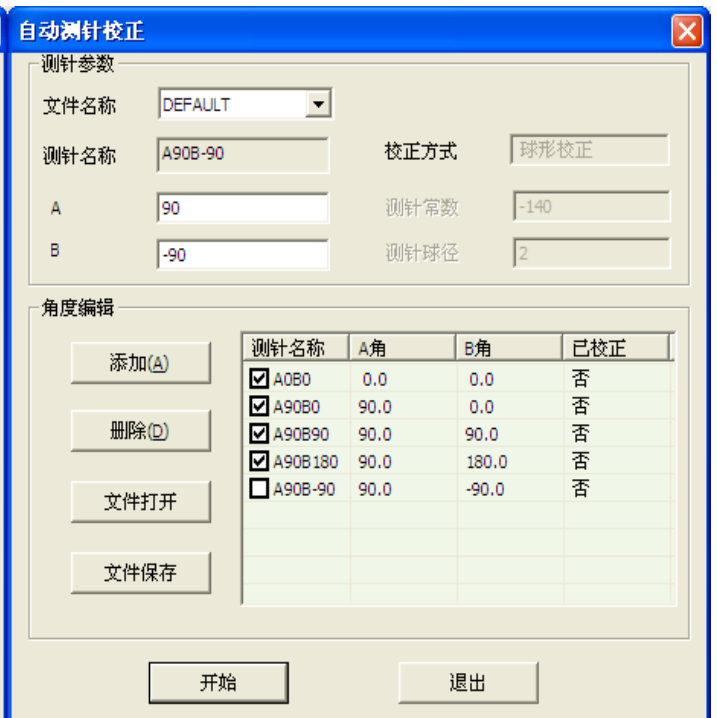 自动测针校正
测针参数
文件名称 DEFAULT
测针名称 A90B-90 校正方式 球形校正
A 90 测针常数 -140
B -90 测针球径 2
角度编辑
添加(A)
删除(D)
文件打开
文件保存
测针名称 A角 B角 已校正
A0B0 0.0 0.0 否
A90B0 90.0 0.0 否
A90B90 90.0 90.0 否
A90B180 90.0 180.0 否
A90B-90 90.0 -90.0 否
开始 退出